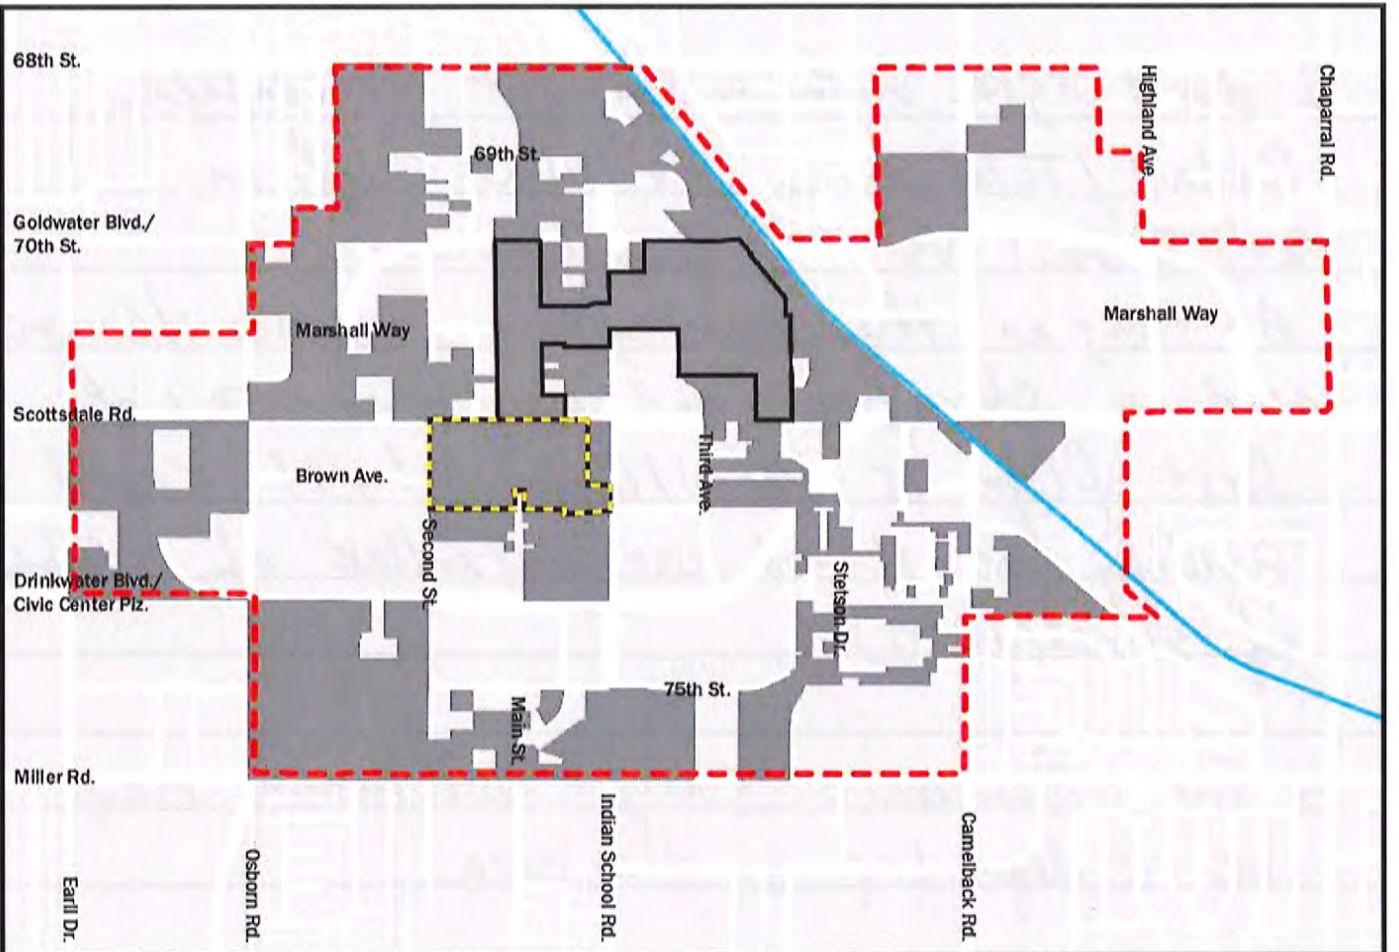 68th St.
Highland Ave.
Chaparral Rd.
69th St.
Goldwater Blvd./
70th St.
Marshall Way
Marshall Way
Scottsdale Rd.
Third Ave.
Brown Ave.
Second St.
Drinkwater Blvd./
Civic Center Plz.
Stetson Dr.
75th St.
Main St.
Miller Rd.
Indian School Rd.
Camelback Rd.
Osborn Rd.
Earll Dr.